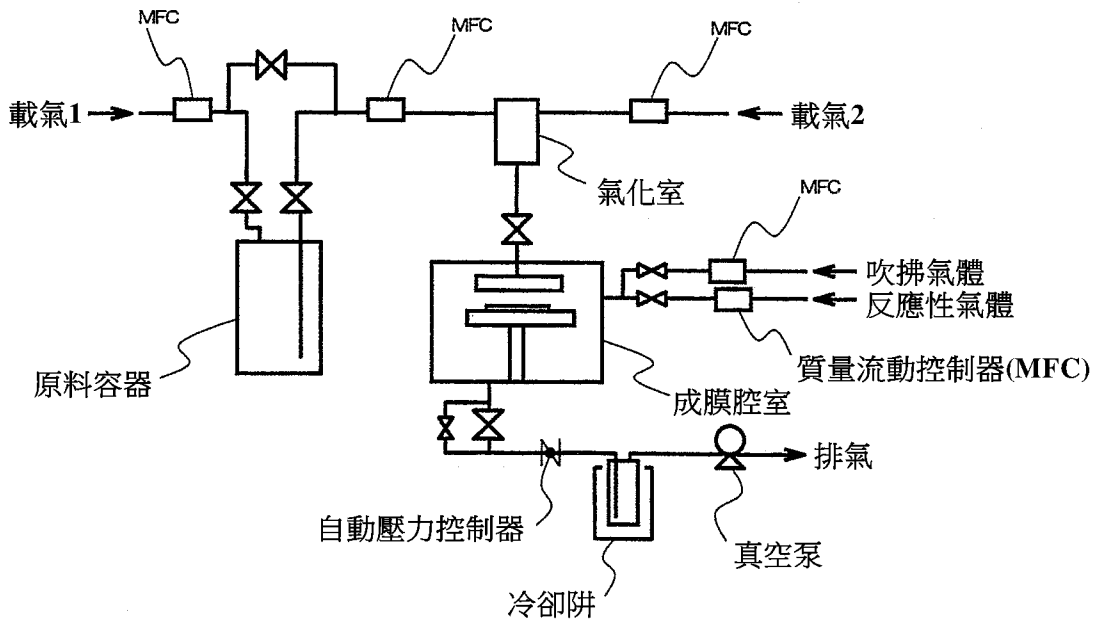 MFC
MFC
MFC
載氣1
載氣2
氣化室
MFC
吹拂氣體
反應性氣體
質量流動控制器(MFC)
原料容器
成膜腔室
排氣
自動壓力控制器
真空泵
冷卻阱